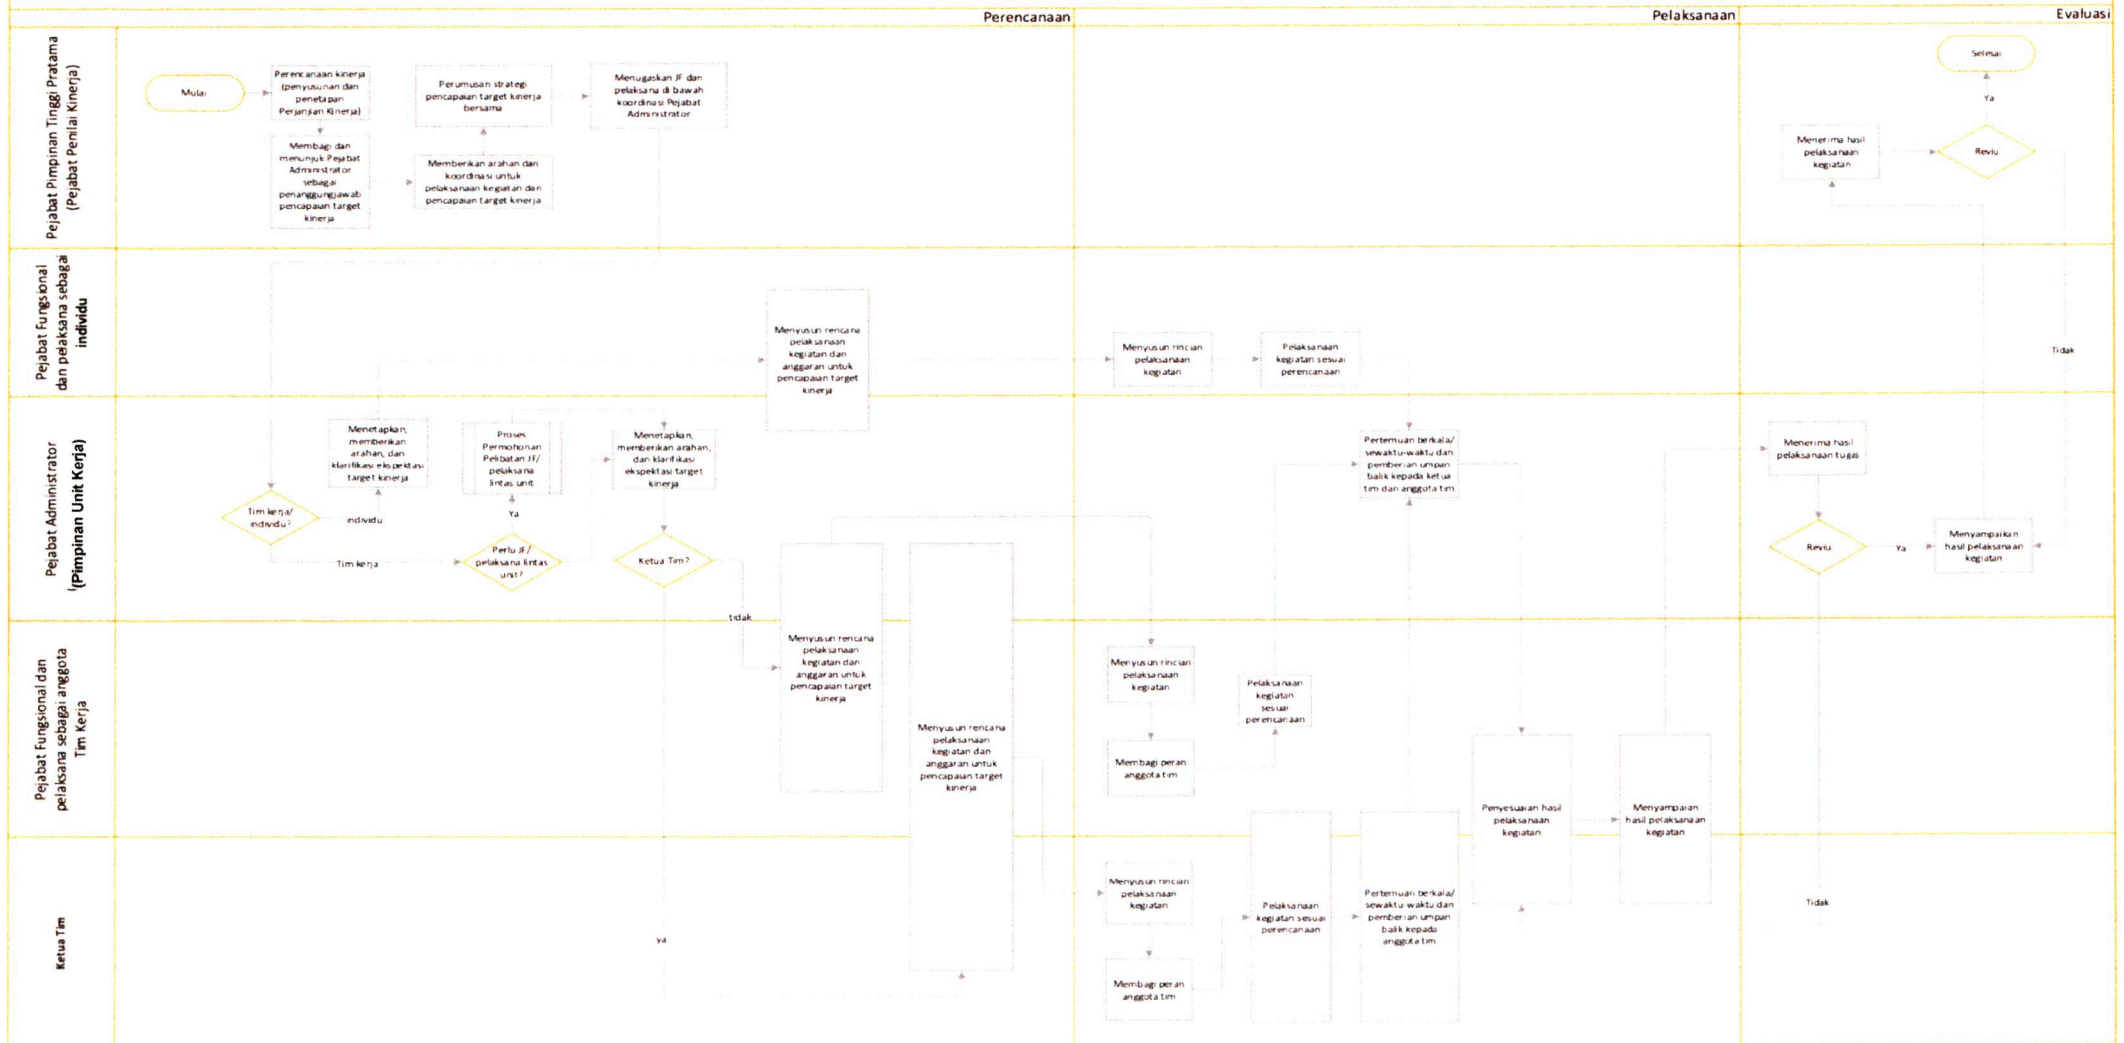 Perencanaan
Pelaksanaan
Evaluasi
Pejabat Pimpinan Tinggi Pratama
(Pejabat Penilai Kinerja)
Mulai
Perencanaan kinerja
(penyusunan dan
penetapan
Perjanjian Kinerja)
Membagi dan
menunjuk Pejabat
Administrator
sebagai
penanggungjawab
pencapaian target
kinerja
Perumusan strategi
pencapaian target kinerja
bersama
Memberikan arahan dan
koordinasi untuk
pelaksanaan kegiatan dan
pencapaian target kinerja
Menugaskan JF dan
pelaksana di bawah
koordinasi Pejabat
Administrator
Selesai
Ya
Menerima hasil
pelaksanaan
kegiatan
Reviu
Tidak
Pejabat Fungsional
dan pelaksana sebagai
individu
Menyusun rencana
pelaksanaan
kegiatan dan
anggaran untuk
pencapaian target
kinerja
Menyusun rincian
pelaksanaan
kegiatan
Pelaksanaan
kegiatan sesuai
perencanaan
Pejabat Administrator
((Pimpinan Unit Kerja)
Tim kerja/
individu?
individu
Tim kerja
Menetapkan,
memberikan
arahan, dan
klarifikasi ekspektasi
target kinerja
Proses
Permohonan
Pelibatan JF/
pelaksana
lintas unit
Ya
Perlu JF/
pelaksana lintas
unit?
Menetapkan,
memberikan arahan,
dan klarifikasi
ekspektasi target
kinerja
Ketua Tim?
tidak
ya
Pertemuan berkala/
sewaktu-waktu dan
pemberian umpan
balik kepada ketua
tim dan anggota tim
Menerima hasil
pelaksanaan tugas
Reviu
Ya
Menyampaikan
hasil pelaksanaan
kegiatan
Tidak
Pejabat Fungsional dan
pelaksana sebagai anggota
Tim Kerja
Menyusun rencana
pelaksanaan
kegiatan dan
anggaran untuk
pencapaian target
kinerja
Menyusun rencana
pelaksanaan
kegiatan dan
anggaran untuk
pencapaian target
kinerja
Menyusun rincian
pelaksanaan
kegiatan
Membagi peran
anggota tim
Pelaksanaan
kegiatan
sesuai
perencanaan
Penyesuaian hasil
pelaksanaan
kegiatan
Menyampaian
hasil pelaksanaan
kegiatan
Ketua Tim
Menyusun rincian
pelaksanaan
kegiatan
Membagi peran
anggota tim
Pelaksanaan
kegiatan sesuai
perencanaan
Pertemuan berkala/
sewaktu-waktu dan
pemberian umpan
balik kepada
anggota tim